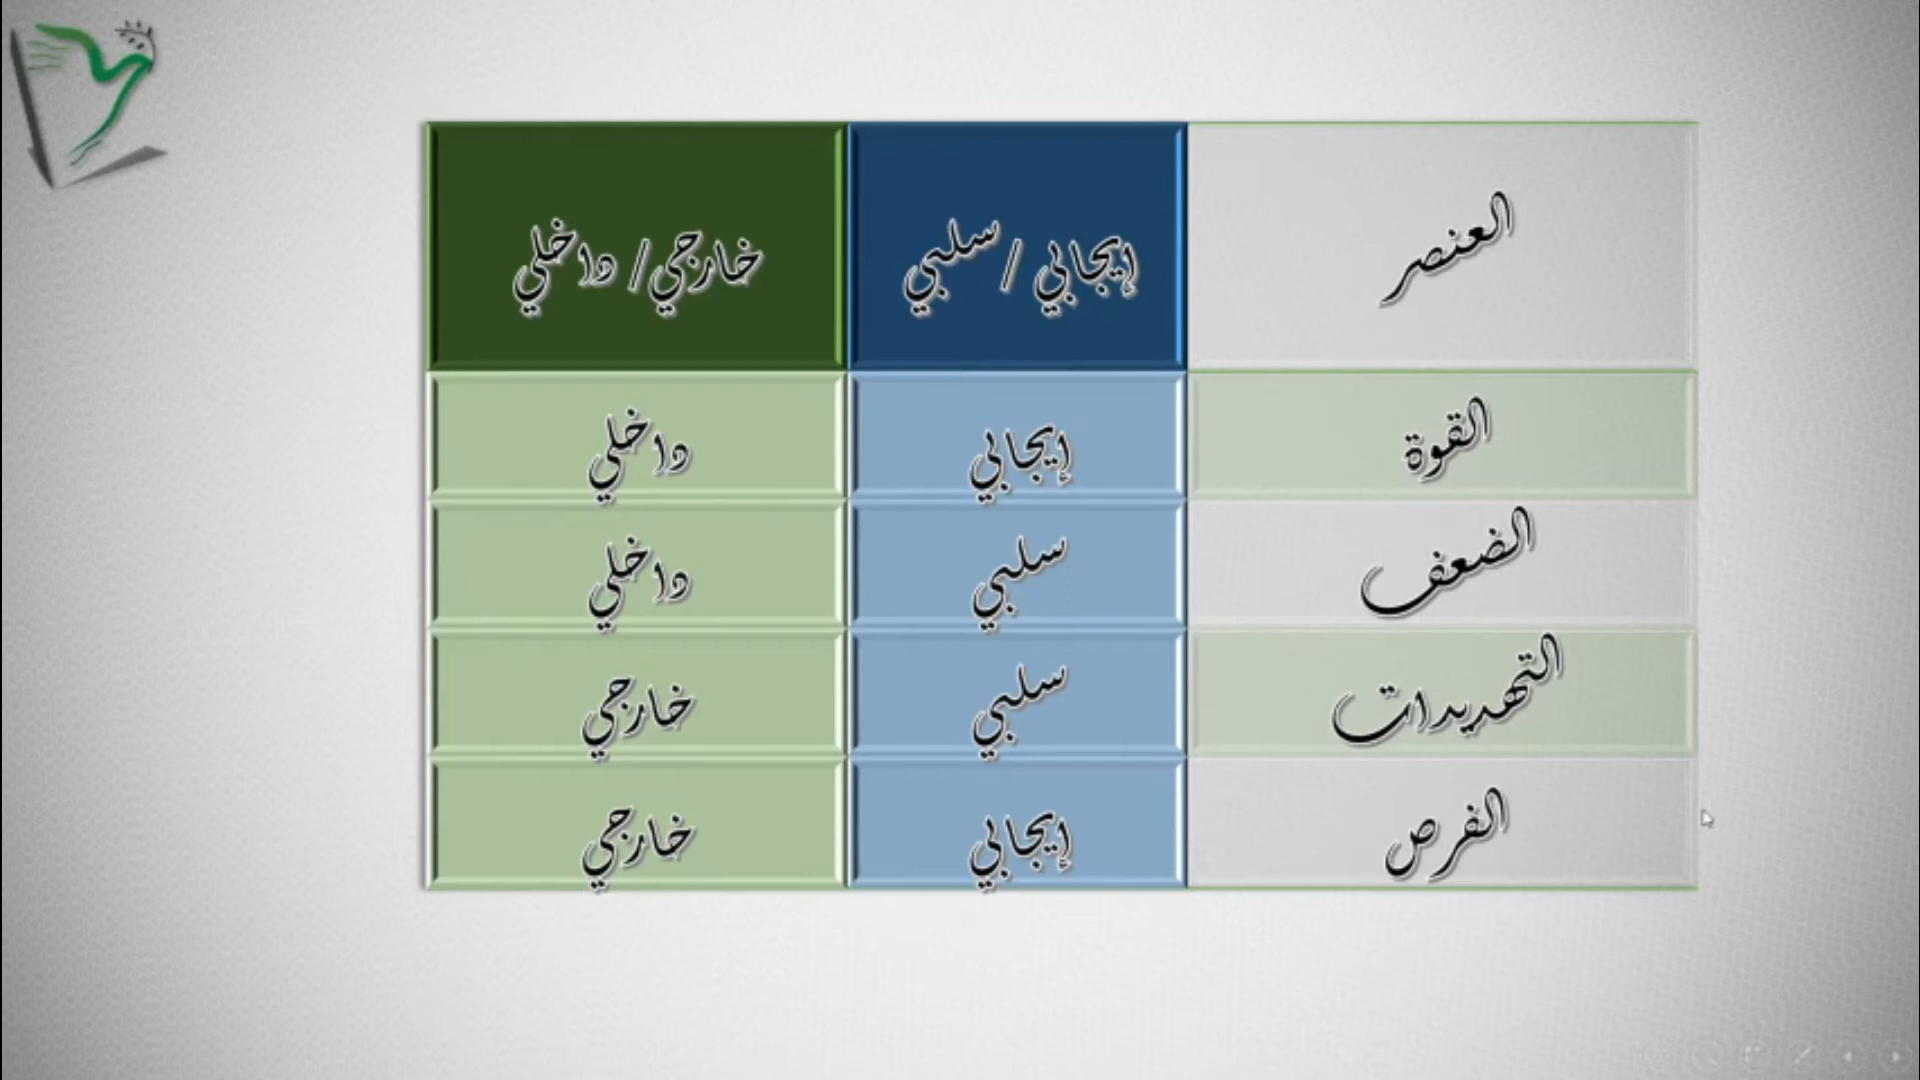 العنصر إيجابي / سلبي خارجي / داخلي
القوة إيجابي داخلي
الضعف سلبي داخلي
التهديدات سلبي خارجي
الفرص إيجابي خارجي